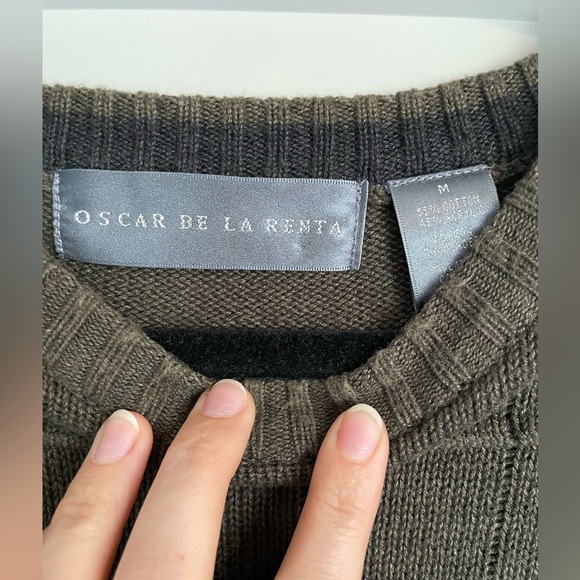 OSCAR DE LA RENTA
M
55% COTTON